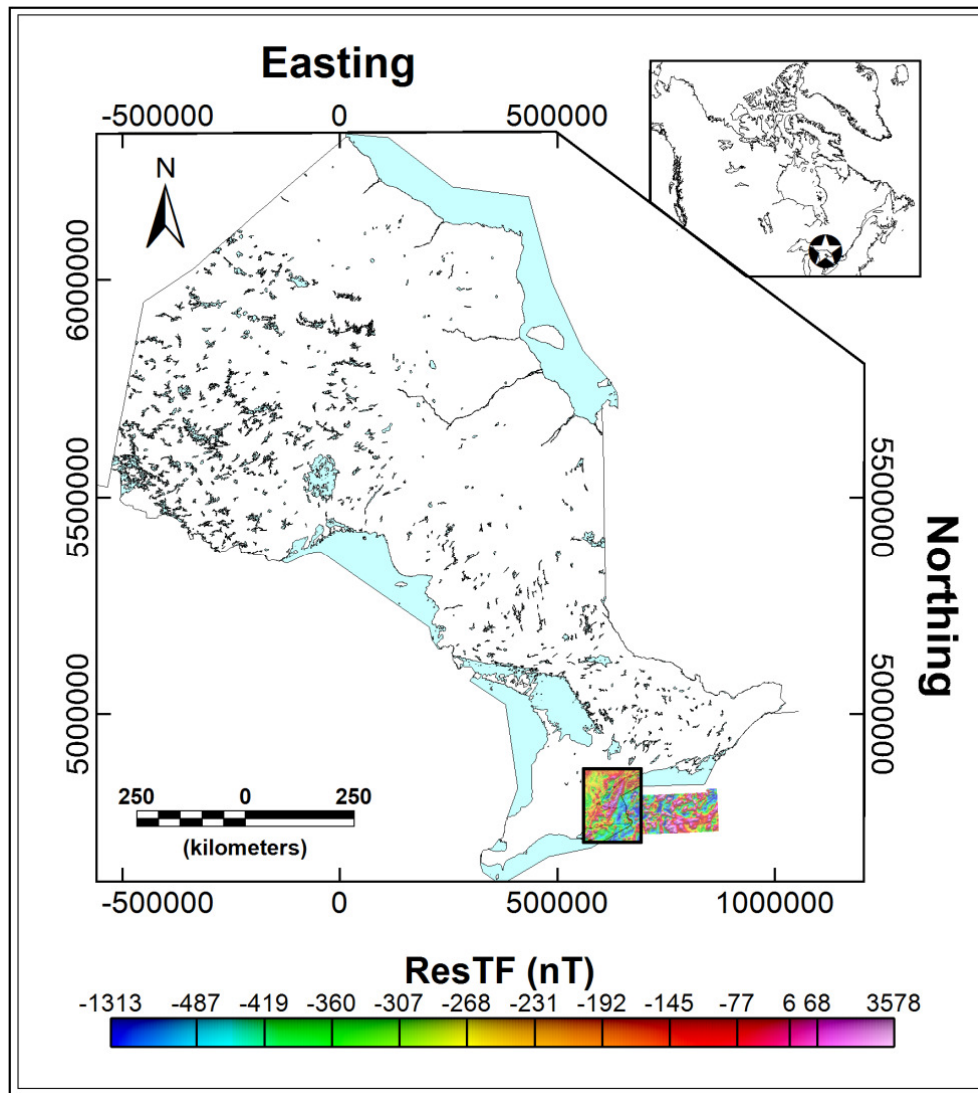 Easting
-500000 0 500000
N
6000000
5500000
5000000
5500000
5000000
Northing
250 0 250
(kilometers)
-500000 0 500000 1000000
ResTF (nT)
-1313 -487 -419 -360 -307 -268 -231 -192 -145 -77 6 68 3578